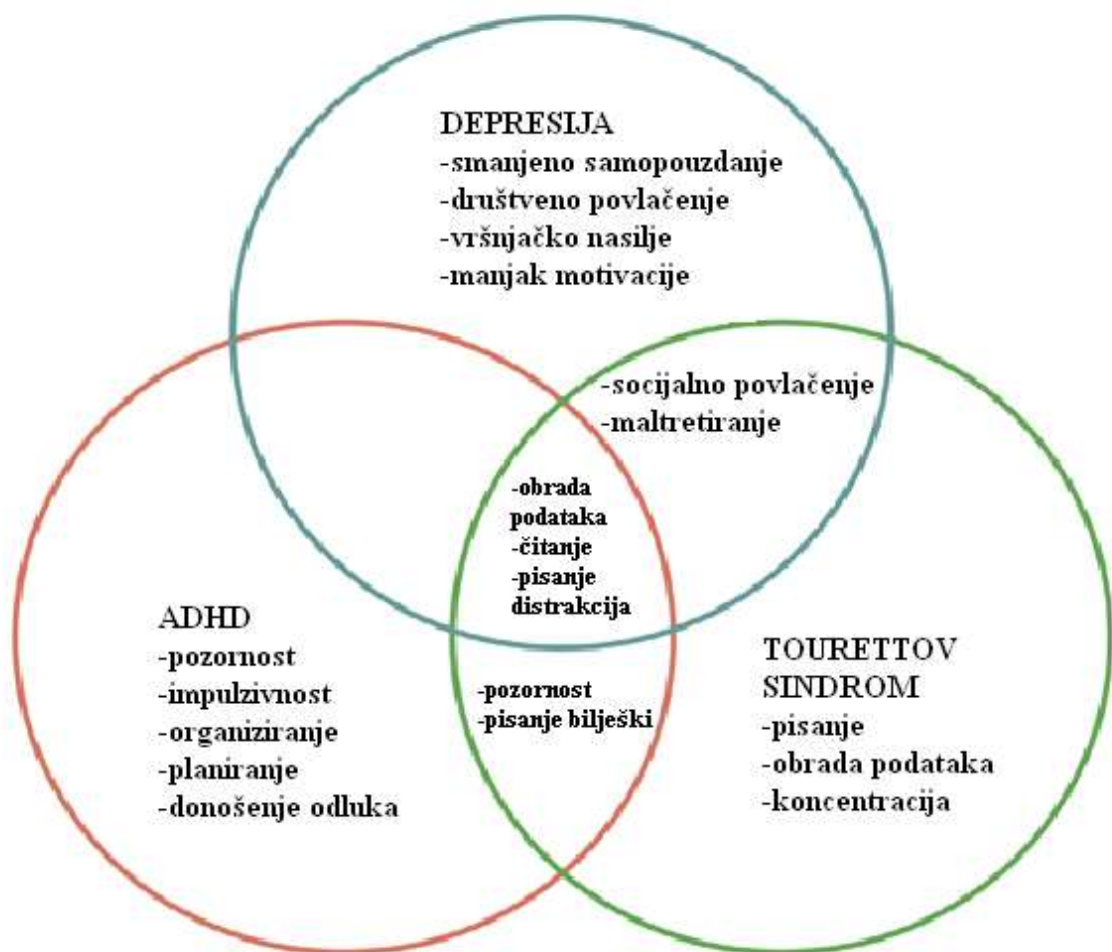 DEPRESIJA
-smanjeno samopouzdanje
-društveno povlačenje
-vršnjačko nasilje
-manjak motivacije
-socijalno povlačenje
-maltretiranje
-obrada
podataka
-čitanje
-pisanje
distrakcija
ADHD
-pozornost
-impulzivnost
-organiziranje
-planiranje
-donošenje odluka
-pozornost
-pisanje bilješki
TOURETTOV
SINDROM
-pisanje
-obrada podataka
-koncentracija